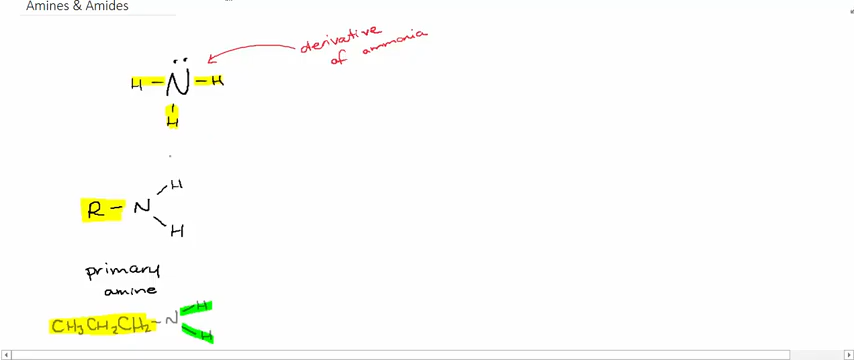 Amines & Amides
derivative
of ammonia
H – N̈ – H
H
R – N
H
H
primary
amine
CH₃CH₂CH₂ – N
H
H